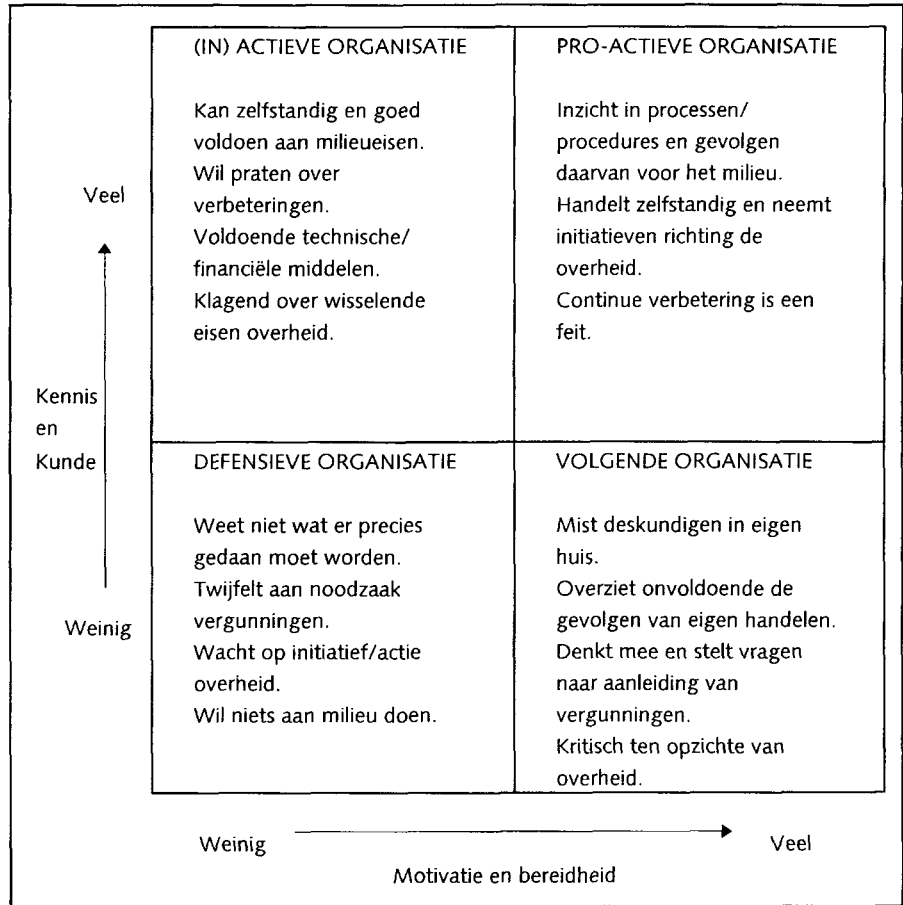 (IN) ACTIEVE ORGANISATIE
Kan zelfstandig en goed
voldoen aan milieueisen.
Wil praten over
verbeteringen.
Voldoende technische/
financiële middelen.
Klagend over wisselende
eisen overheid.
PRO-ACTIEVE ORGANISATIE
Inzicht in processen/
procedures en gevolgen
daarvan voor het milieu.
Handelt zelfstandig en neemt
initiatieven richting de
overheid.
Continue verbetering is een
feit.
Veel
Kennis
en
Kunde
Weinig
DEFENSIEVE ORGANISATIE
Weet niet wat er precies
gedaan moet worden.
Twijfelt aan noodzaak
vergunningen.
Wacht op initiatief/actie
overheid.
Wil niets aan milieu doen.
VOLGENDE ORGANISATIE
Mist deskundigen in eigen
huis.
Overziet onvoldoende de
gevolgen van eigen handelen.
Denkt mee en stelt vragen
naar aanleiding van
vergunningen.
Kritisch ten opzichte van
overheid.
Weinig
Veel
Motivatie en bereidheid